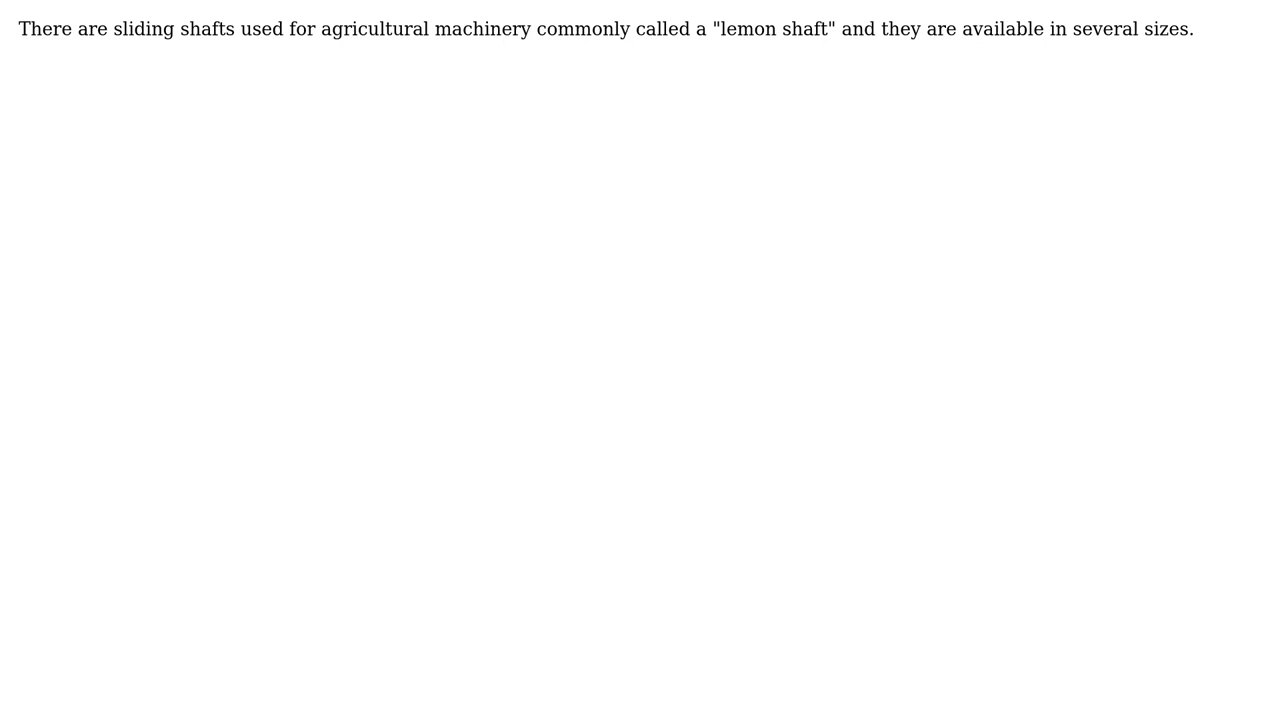 There are sliding shafts used for agricultural machinery commonly called a "lemon shaft" and they are available in several sizes.